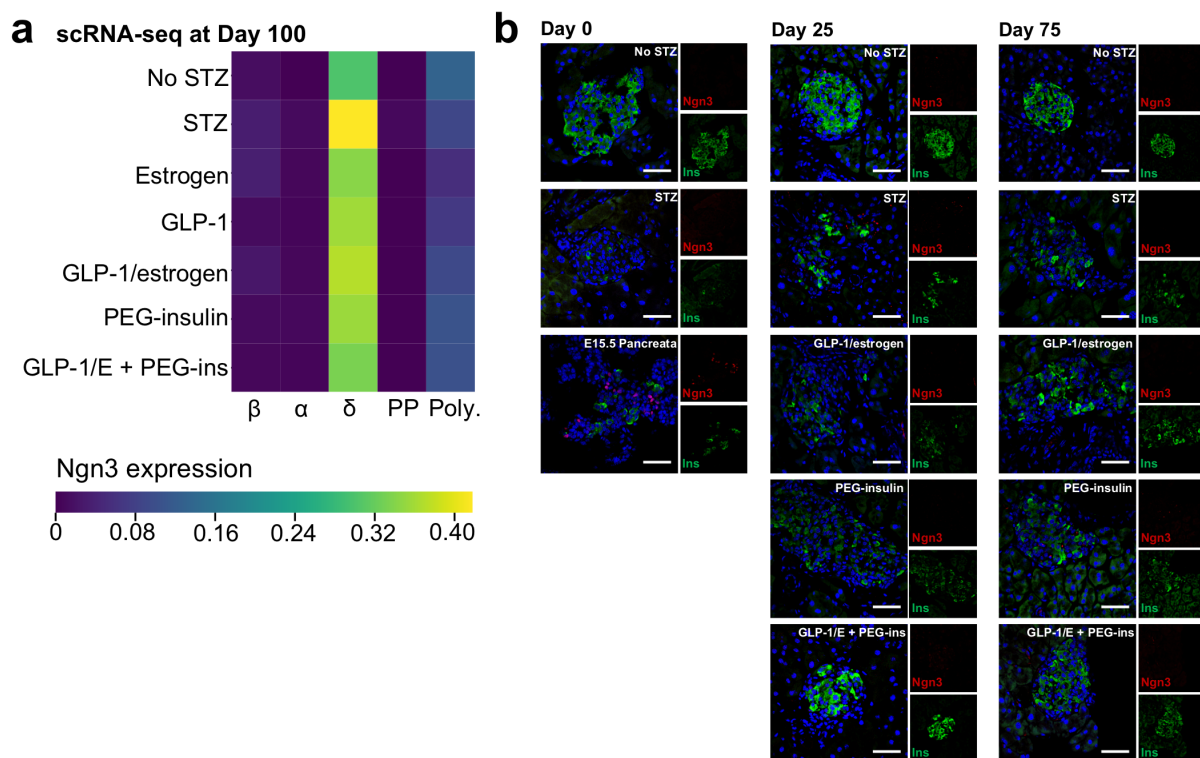 a scRNA-seq at Day 100
No STZ
STZ
Estrogen
GLP-1
GLP-1/estrogen
PEG-insulin
GLP-1/E + PEG-ins
β α δ PP Poly.
Ngn3 expression
0 0.08 0.16 0.24 0.32 0.40
b Day 0 Day 25 Day 75
No STZ Ngn3 Ins No STZ Ngn3 Ins No STZ Ngn3 Ins
STZ Ngn3 Ins STZ Ngn3 Ins STZ Ngn3 Ins
E15.5 Pancreata Ngn3 Ins GLP-1/estrogen Ngn3 Ins GLP-1/estrogen Ngn3 Ins
PEG-insulin Ngn3 Ins PEG-insulin Ngn3 Ins
GLP-1/E + PEG-ins Ngn3 Ins GLP-1/E + PEG-ins Ngn3 Ins